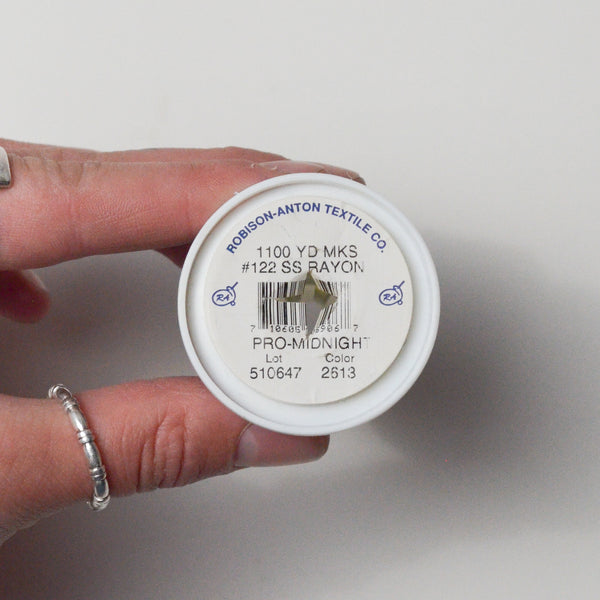 ROBISON-ANTON TEXTILE CO.
1100 YD MKS
#122 SS RAYON
RA RA
PRO-MIDNIGHT
Lot Color
510647 2613